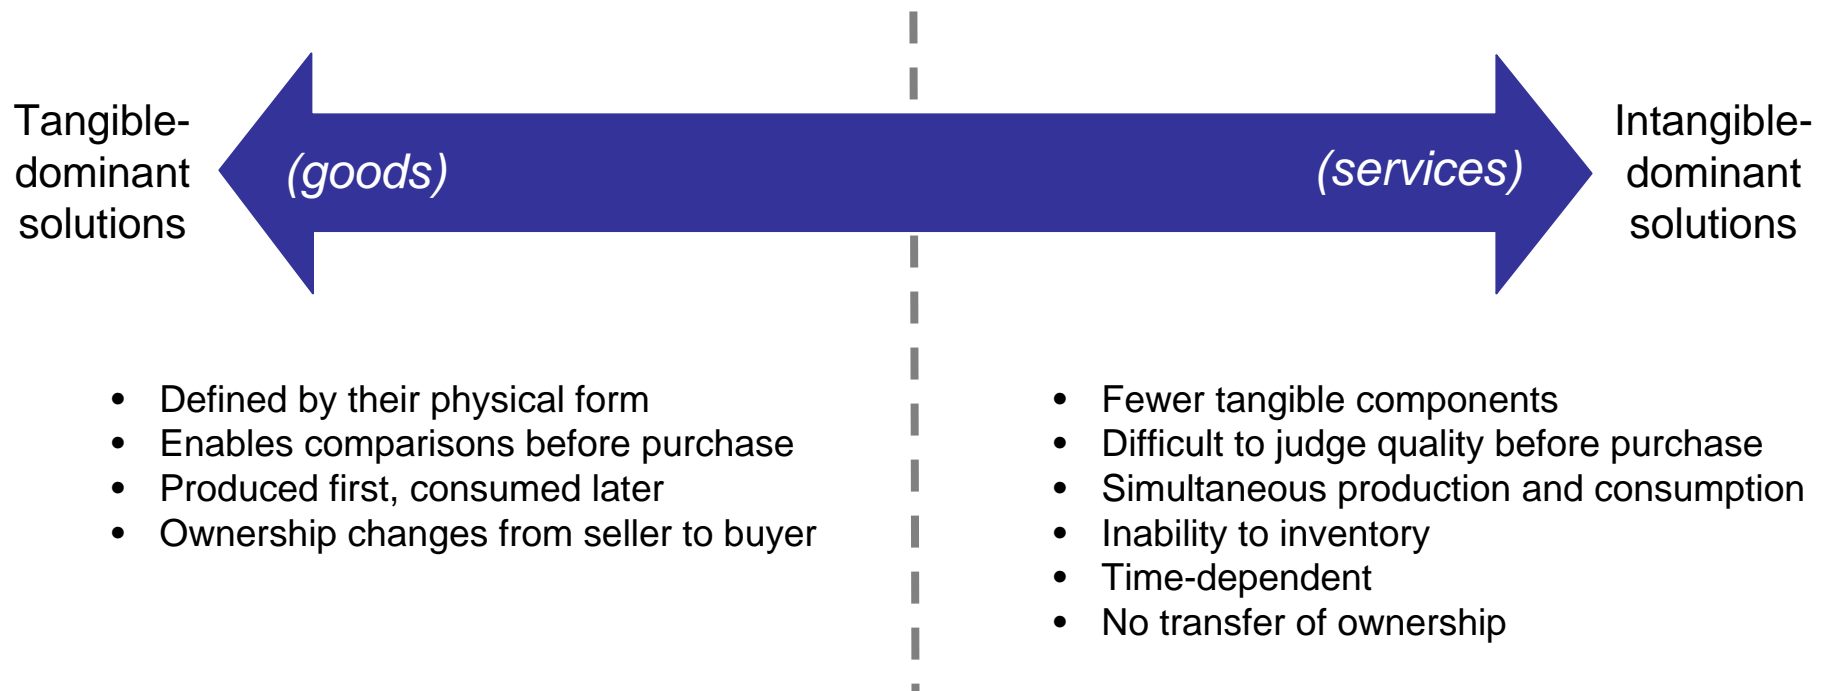 Tangible-
dominant
solutions
(goods)
(services)
Intangible-
dominant
solutions
• Defined by their physical form
• Enables comparisons before purchase
• Produced first, consumed later
• Ownership changes from seller to buyer
• Fewer tangible components
• Difficult to judge quality before purchase
• Simultaneous production and consumption
• Inability to inventory
• Time-dependent
• No transfer of ownership